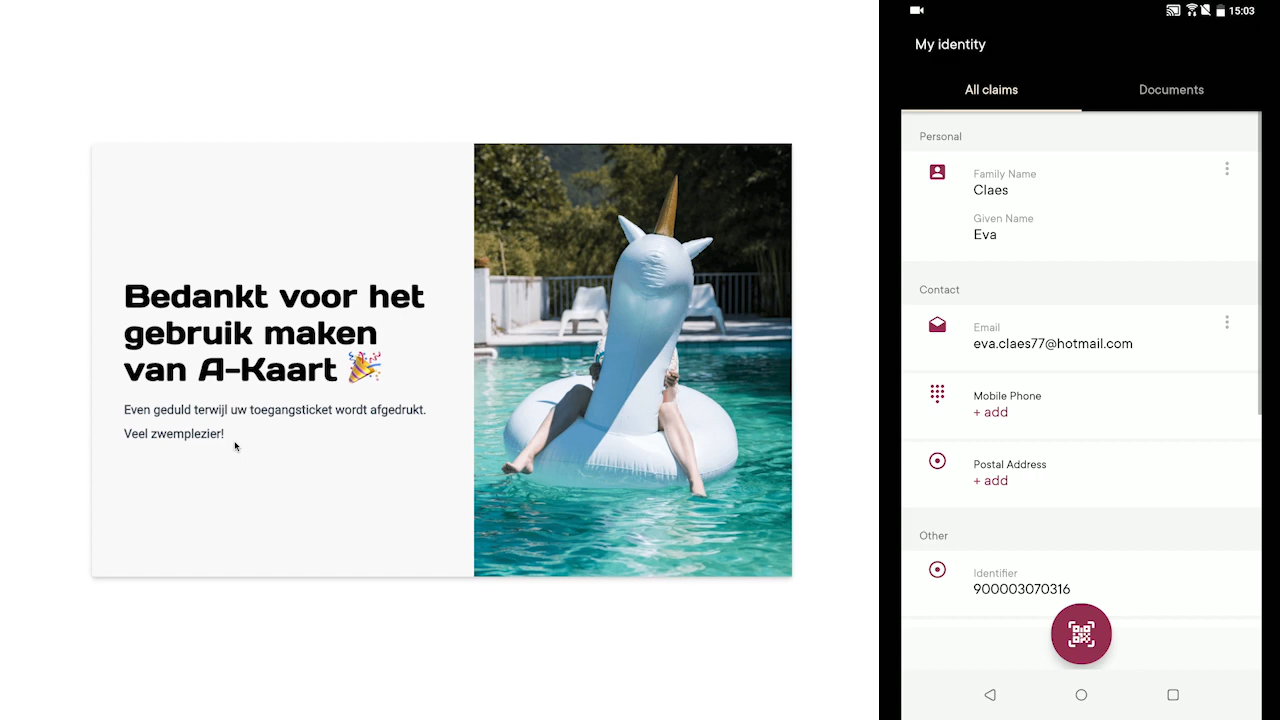 Bedankt voor het
gebruik maken
van A-Kaart 🎉
Even geduld terwijl uw toegangsticket wordt afgedrukt.
Veel zwemplezier!
15:03
My identity
All claims
Documents
Personal
Family Name
Claes
Given Name
Eva
Contact
Email
eva.claes77@hotmail.com
Mobile Phone
+ add
Postal Address
+ add
Other
Identifier
900003070316